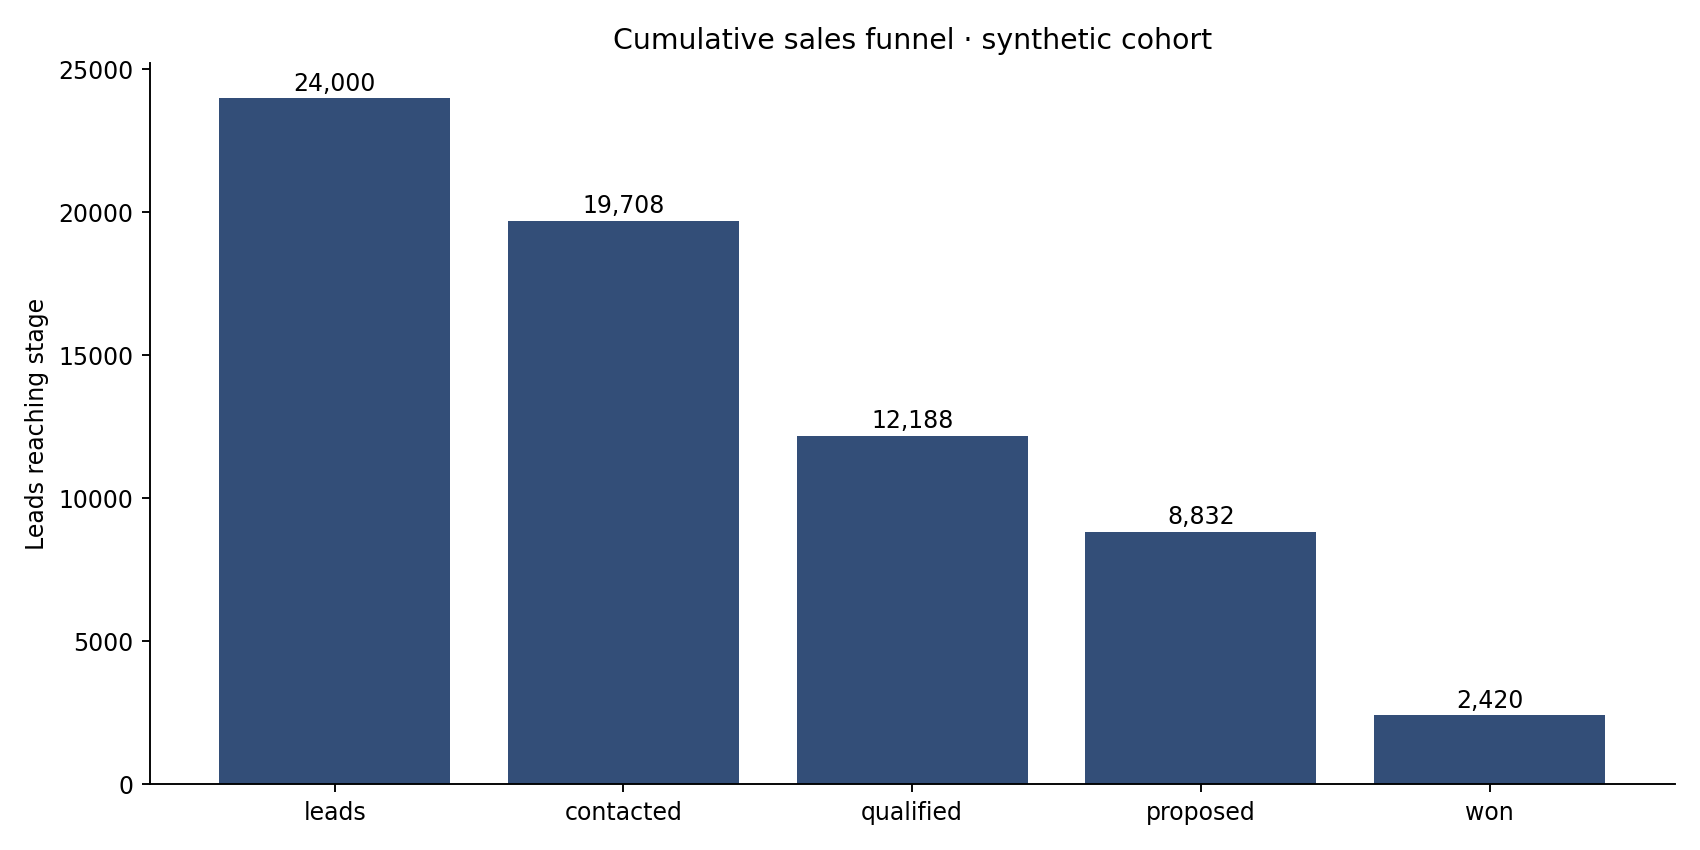 Cumulative sales funnel · synthetic cohort
Leads reaching stage
25000
20000
15000
10000
5000
0
24,000
19,708
12,188
8,832
2,420
leads
contacted
qualified
proposed
won